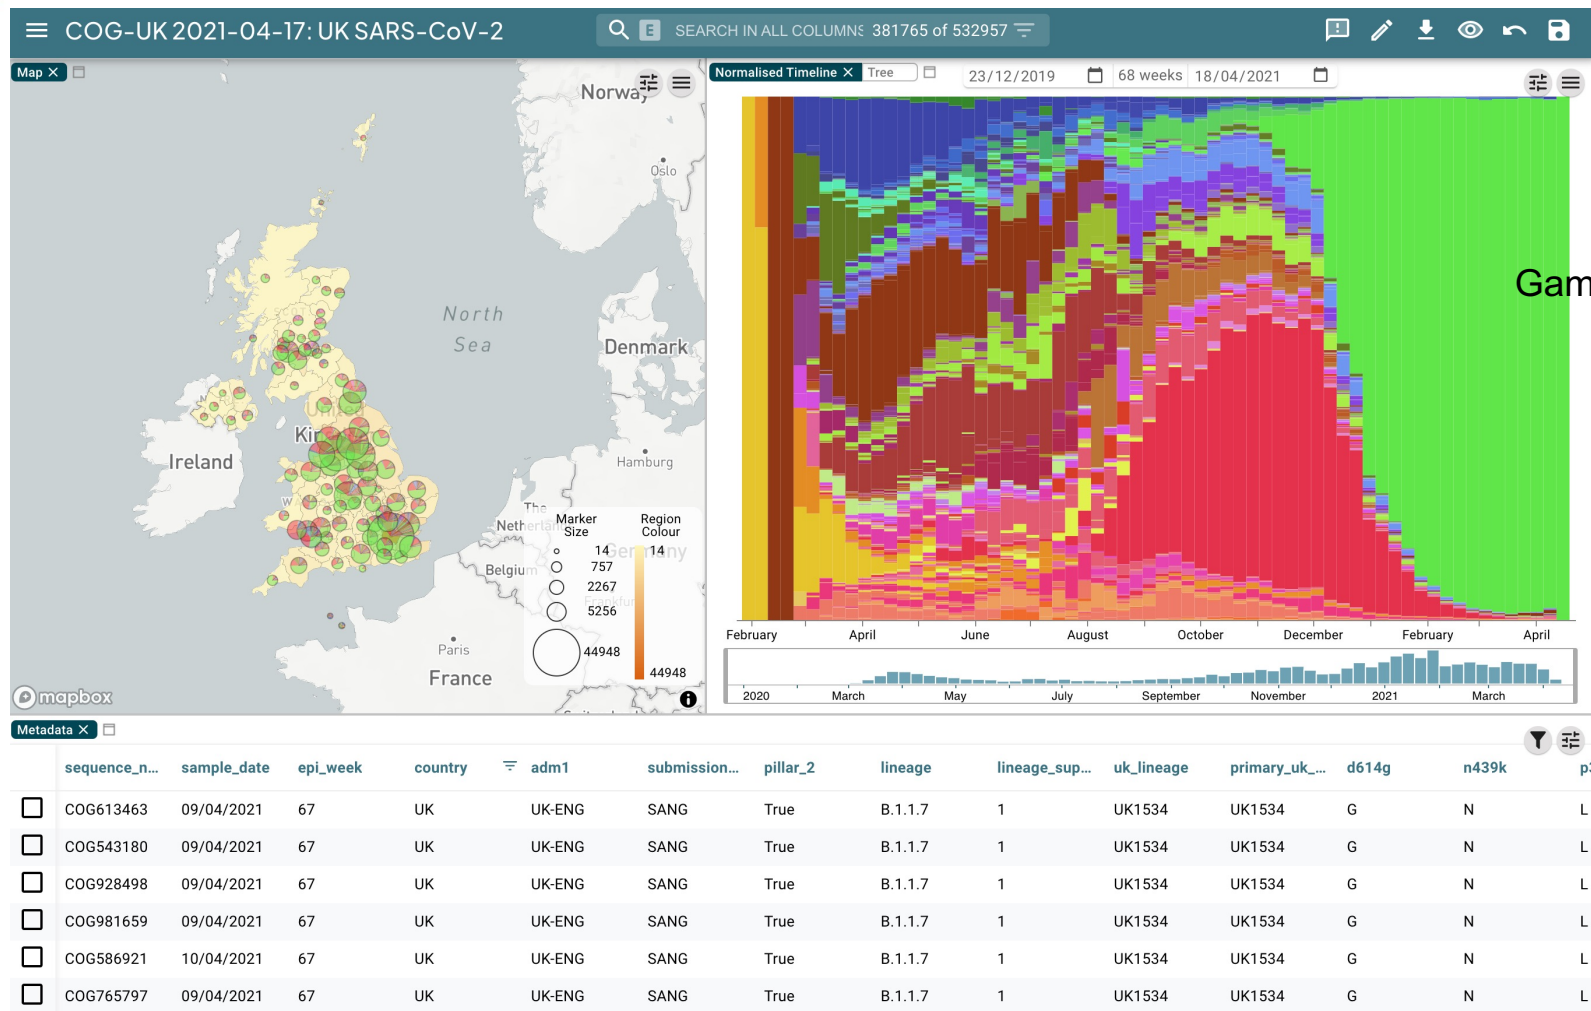 COG-UK 2021-04-17: UK SARS-CoV-2
E SEARCH IN ALL COLUMNS 381765 of 532957
Map
Norway
Oslo
North
Sea
Denmark
Ireland
Hamburg
The
Belgium
Paris
France
Marker
Size
Region
Colour
14
757
2267
5256
44948
14
44948
mapbox
Normalised Timeline
Tree
23/12/2019
68 weeks
18/04/2021
Gam
February April June August October December February April
2020 March May July September November 2021 March
Metadata
sequence_n... sample_date epi_week country adm1 submission... pillar_2 lineage lineage_sup... uk_lineage primary_uk_... d614g n439k p3
COG613463 09/04/2021 67 UK UK-ENG SANG True B.1.1.7 1 UK1534 UK1534 G N L
COG543180 09/04/2021 67 UK UK-ENG SANG True B.1.1.7 1 UK1534 UK1534 G N L
COG928498 09/04/2021 67 UK UK-ENG SANG True B.1.1.7 1 UK1534 UK1534 G N L
COG981659 09/04/2021 67 UK UK-ENG SANG True B.1.1.7 1 UK1534 UK1534 G N L
COG586921 10/04/2021 67 UK UK-ENG SANG True B.1.1.7 1 UK1534 UK1534 G N L
COG765797 09/04/2021 67 UK UK-ENG SANG True B.1.1.7 1 UK1534 UK1534 G N L